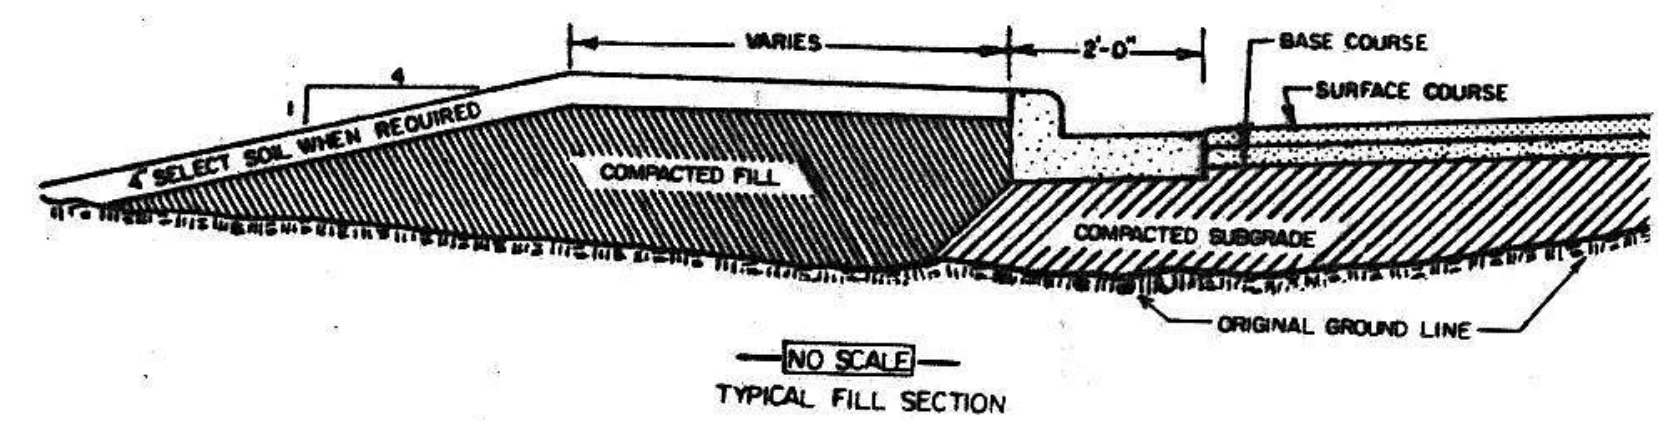 VARIES
2'-0"
BASE COURSE
SURFACE COURSE
4
1
4" SELECT SOIL WHEN REQUIRED
COMPACTED FILL
COMPACTED SUBGRADE
ORIGINAL GROUND LINE
NO SCALE
TYPICAL FILL SECTION